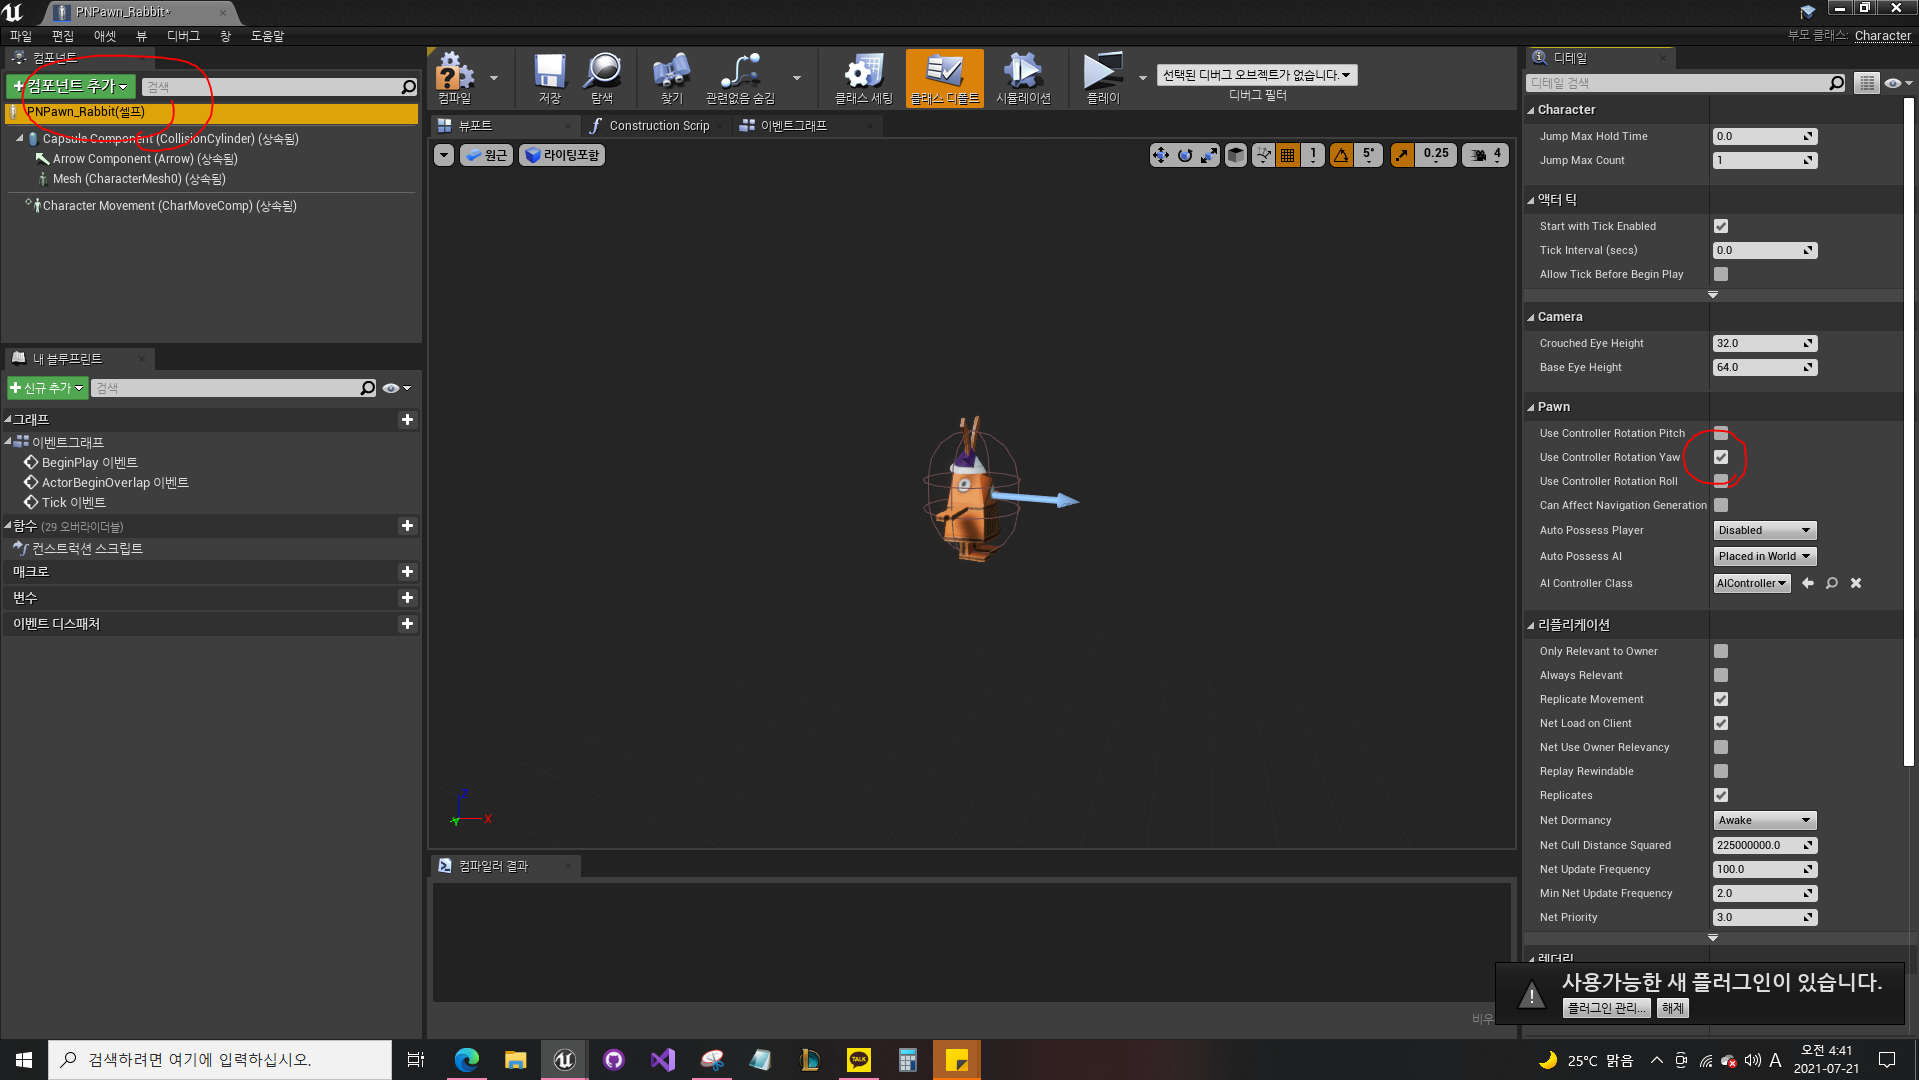 PNPawn_Rabbit*
파일 편집 애셋 뷰 디버그 창 도움말
부모 클래스: Character
컴포넌트
+컴포넌트 추가
검색
PNPawn_Rabbit(셀프)
Capsule Component (CollisionCylinder) (상속됨)
Arrow Component (Arrow) (상속됨)
Mesh (CharacterMesh0) (상속됨)
Character Movement (CharMoveComp) (상속됨)
내 블루프린트
+신규 추가
검색
그래프
이벤트그래프
BeginPlay 이벤트
ActorBeginOverlap 이벤트
Tick 이벤트
함수 (29 오버라이더블)
컨스트럭션 스크립트
매크로
변수
이벤트 디스패처
컴파일
저장
탐색
찾기
관련없음 숨김
클래스 세팅
클래스 디폴트
시뮬레이션
플레이
선택된 디버그 오브젝트가 없습니다.
디버그 필터
뷰포트
Construction Scrip
이벤트그래프
원근
라이팅포함
1
5°
0.25
4
Z
X
Y
컴파일러 결과
비우
디테일
디테일 검색
Character
Jump Max Hold Time 0.0
Jump Max Count 1
액터 틱
Start with Tick Enabled
Tick Interval (secs) 0.0
Allow Tick Before Begin Play
Camera
Crouched Eye Height 32.0
Base Eye Height 64.0
Pawn
Use Controller Rotation Pitch
Use Controller Rotation Yaw
Use Controller Rotation Roll
Can Affect Navigation Generation
Auto Possess Player Disabled
Auto Possess AI Placed in World
AI Controller Class AIController
리플리케이션
Only Relevant to Owner
Always Relevant
Replicate Movement
Net Load on Client
Net Use Owner Relevancy
Replay Rewindable
Replicates
Net Dormancy Awake
Net Cull Distance Squared 225000000.0
Net Update Frequency 100.0
Min Net Update Frequency 2.0
Net Priority 3.0
렌더링
사용가능한 새 플러그인이 있습니다.
플러그인 관리... 해제
검색하려면 여기에 입력하십시오.
TALK
25°C 맑음
A
오전 4:41
2021-07-21